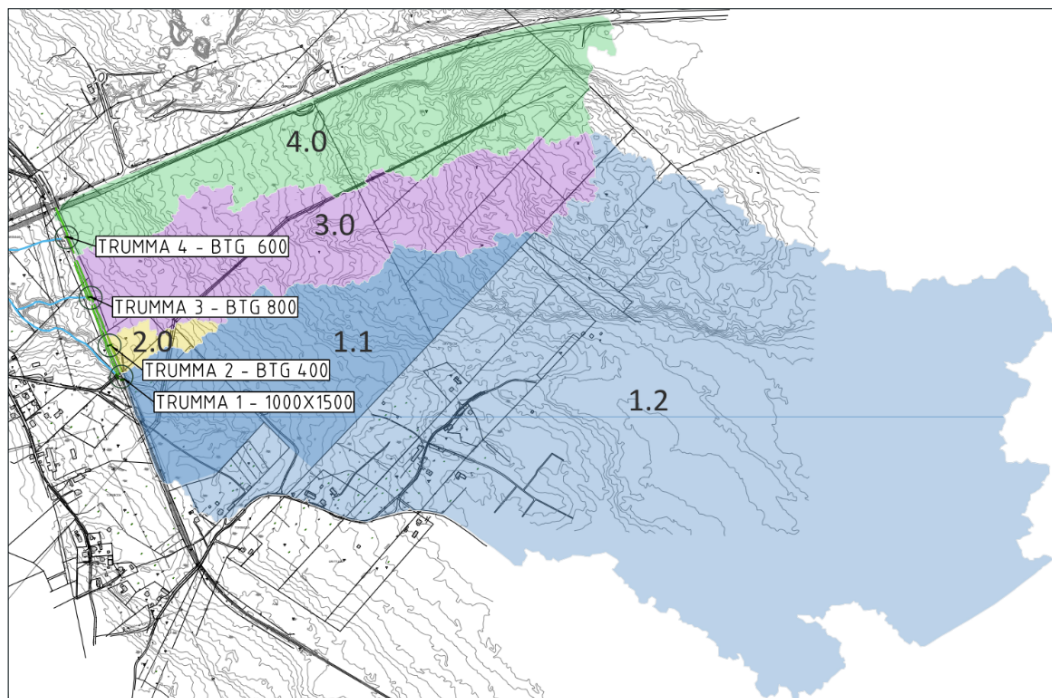 4.0
3.0
TRUMMA 4 - BTG 600
TRUMMA 3 - BTG 800
2.0
1.1
TRUMMA 2 - BTG 400
TRUMMA 1 - 1000X1500
1.2